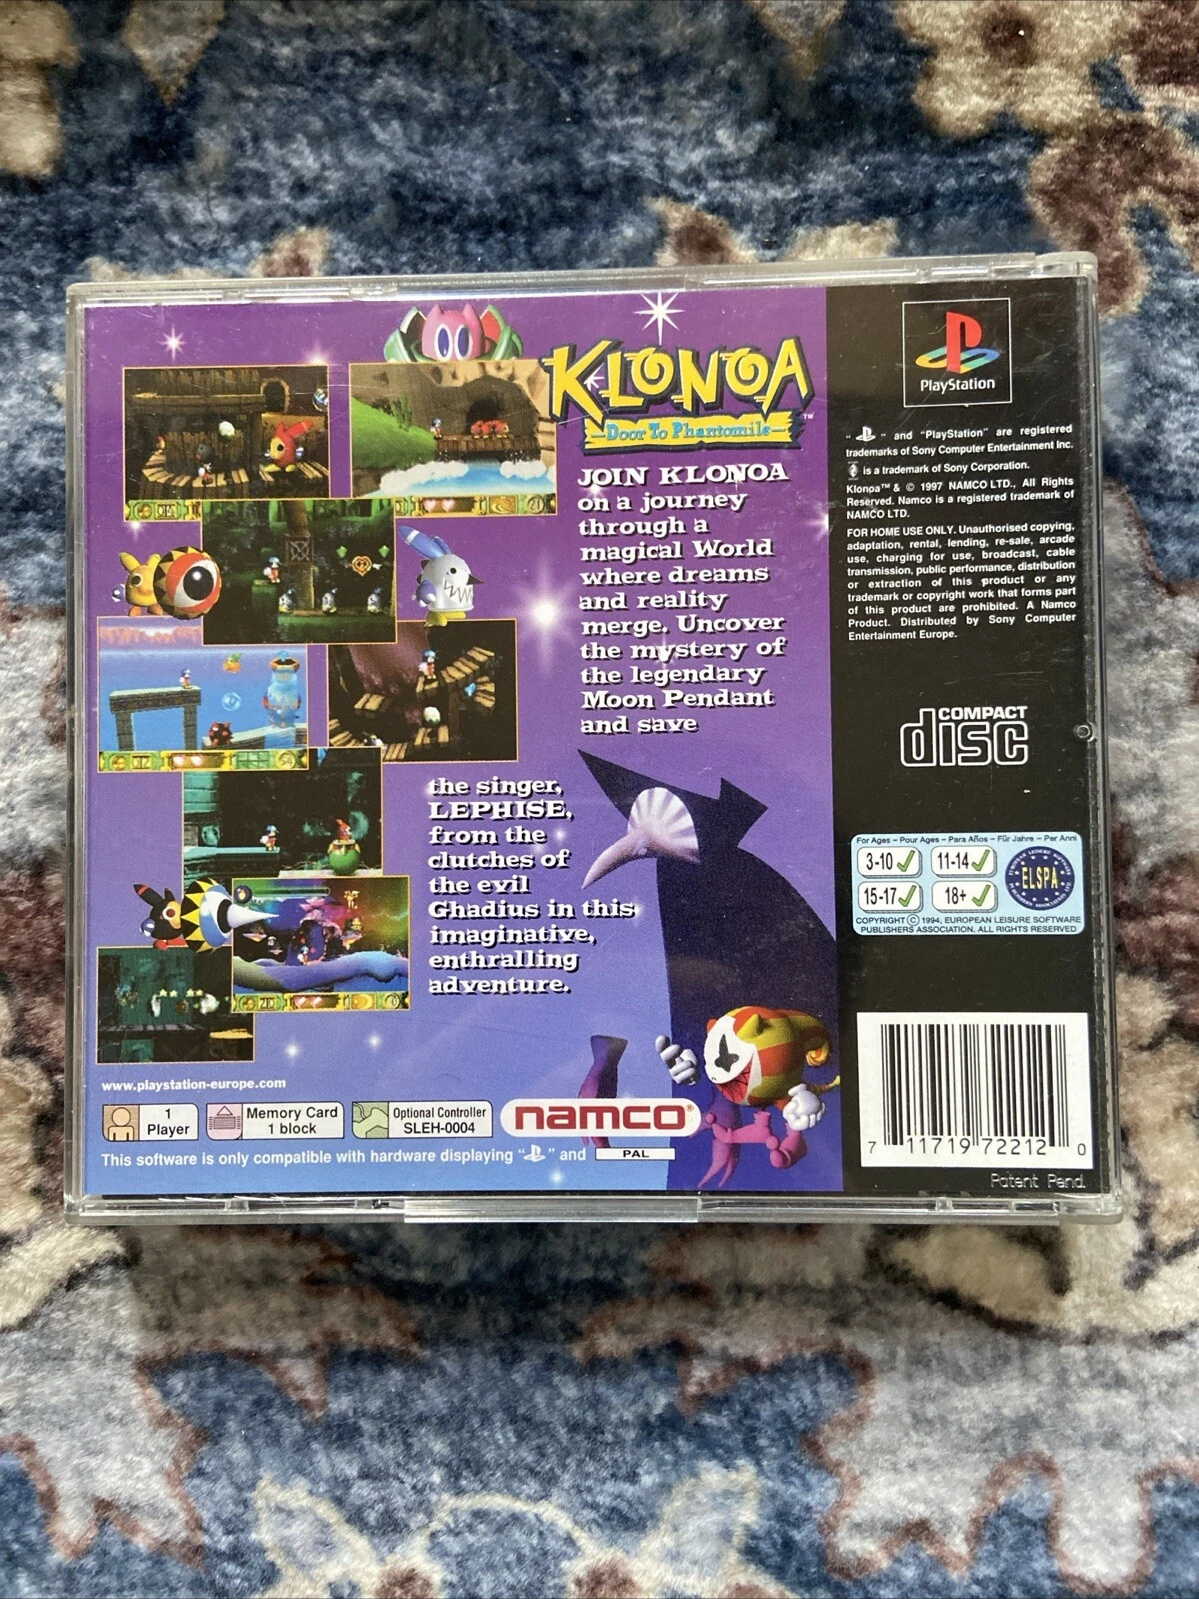 KLONOA
Door To Phantomile
TM
JOIN KLONOA
on a journey
through a
magical World
where dreams
and reality
merge. Uncover
the mystery of
the legendary
Moon Pendant
and save
the singer,
LEPHISE,
from the
clutches of
the evil
Ghadius in this
imaginative,
enthralling
adventure.
www.playstation-europe.com
1
Player
Memory Card
1 block
Optional Controller
SLEH-0004
namco®
This software is only compatible with hardware displaying " " and PAL
PlayStation
" " and "PlayStation" are registered
trademarks of Sony Computer Entertainment Inc.
is a trademark of Sony Corporation.
Klonoa™ & © 1997 NAMCO LTD., All Rights
Reserved. Namco is a registered trademark of
NAMCO LTD.
FOR HOME USE ONLY. Unauthorised copying,
adaptation, rental, lending, re-sale, arcade
use, charging for use, broadcast, cable
transmission, public performance, distribution
or extraction of this product or any
trademark or copyright work that forms part
of this product are prohibited. A Namco
Product. Distributed by Sony Computer
Entertainment Europe.
COMPACT
disc
For Ages – Pour Ages – Para Años – Für Jahre – Per Anni
3-10 11-14
15-17 18+
ELSPA
COPYRIGHT © 1994, EUROPEAN LEISURE SOFTWARE
PUBLISHERS ASSOCIATION. ALL RIGHTS RESERVED
7 11719 72212 0
Patent Pend.